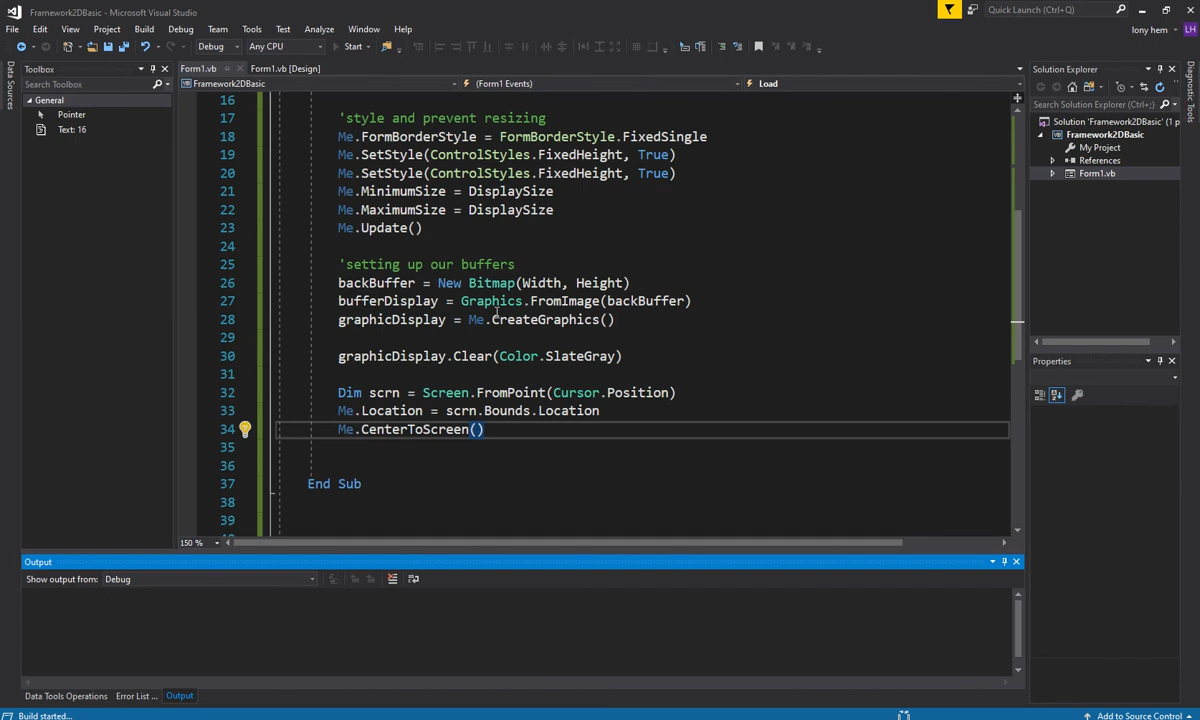 Framework2DBasic - Microsoft Visual Studio
Quick Launch (Ctrl+Q)
File Edit View Project Build Debug Team Tools Test Analyze Window Help
lony hem LH
Debug Any CPU Start
Data Sources
Toolbox
Search Toolbox
General
Pointer
Text: 16
Form1.vb Form1.vb [Design]
Framework2DBasic (Form1 Events) Load
16
17 'style and prevent resizing
18 Me.FormBorderStyle = FormBorderStyle.FixedSingle
19 Me.SetStyle(ControlStyles.FixedHeight, True)
20 Me.SetStyle(ControlStyles.FixedHeight, True)
21 Me.MinimumSize = DisplaySize
22 Me.MaximumSize = DisplaySize
23 Me.Update()
24
25 'setting up our buffers
26 backBuffer = New Bitmap(Width, Height)
27 bufferDisplay = Graphics.FromImage(backBuffer)
28 graphicDisplay = Me.CreateGraphics()
29
30 graphicDisplay.Clear(Color.SlateGray)
31
32 Dim scrn = Screen.FromPoint(Cursor.Position)
33 Me.Location = scrn.Bounds.Location
34 Me.CenterToScreen()
35
36
37 End Sub
38
39
150 %
Solution Explorer
Search Solution Explorer (Ctrl+
Solution 'Framework2DBasic' (1 p
Framework2DBasic
My Project
References
Form1.vb
Properties
Diagnostic Tools
Output
Show output from: Debug
Data Tools Operations Error List ... Output
Build started...
Add to Source Control